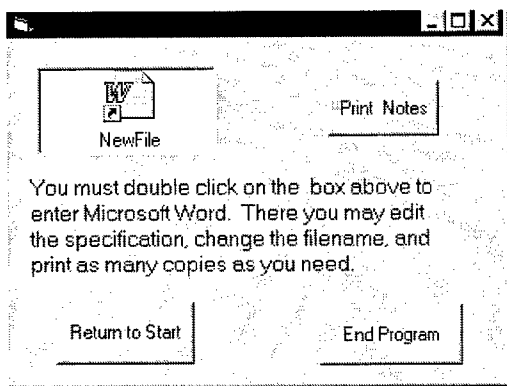 W
NewFile
Print Notes
You must double click on the box above to
enter Microsoft Word. There you may edit
the specification, change the filename, and
print as many copies as you need.
Return to Start
End Program